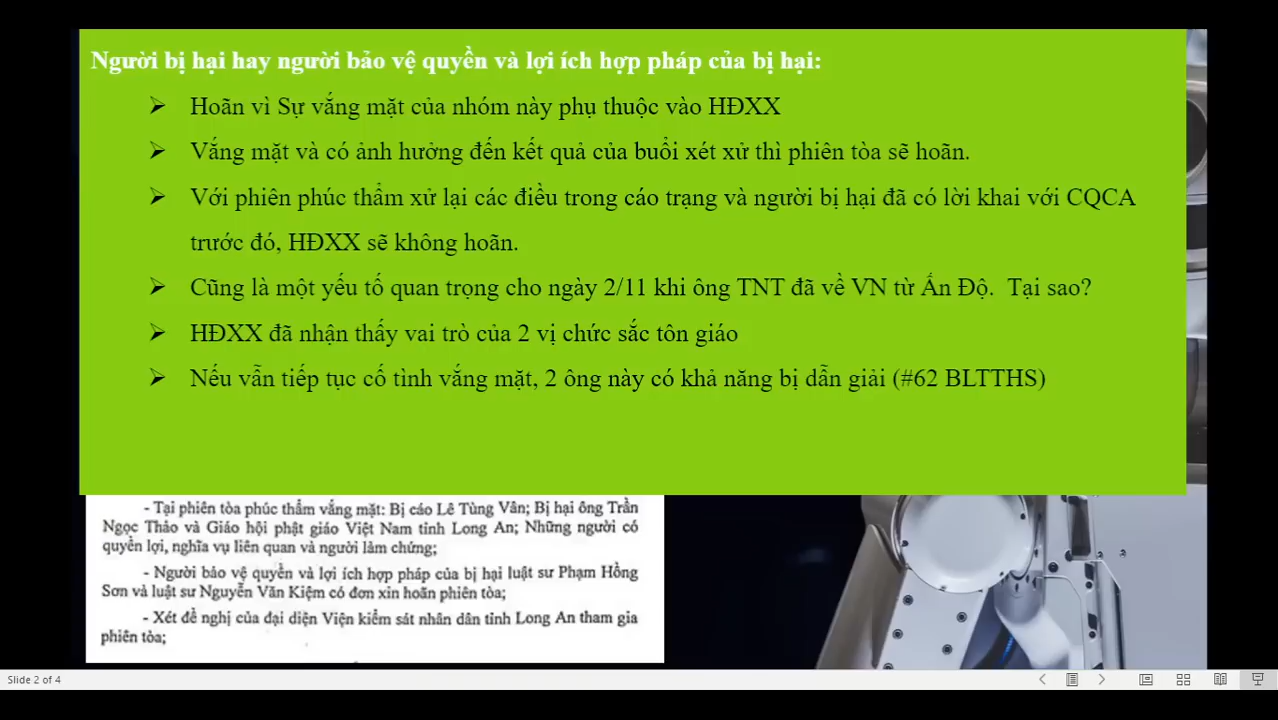 Người bị hại hay người bảo vệ quyền và lợi ích hợp pháp của bị hại:
Hoãn vì Sự vắng mặt của nhóm này phụ thuộc vào HĐXX
Vắng mặt và có ảnh hưởng đến kết quả của buổi xét xử thì phiên tòa sẽ hoãn.
Với phiên phúc thẩm xử lại các điều trong cáo trạng và người bị hại đã có lời khai với CQCA
trước đó, HĐXX sẽ không hoãn.
Cũng là một yếu tố quan trọng cho ngày 2/11 khi ông TNT đã về VN từ Ấn Độ. Tại sao?
HĐXX đã nhận thấy vai trò của 2 vị chức sắc tôn giáo
Nếu vẫn tiếp tục cố tình vắng mặt, 2 ông này có khả năng bị dẫn giải (#62 BLTTHS)
- Tại phiên tòa phúc thẩm vắng mặt: Bị cáo Lê Tùng Vân; Bị hại ông Trần
Ngọc Thảo và Giáo hội phật giáo Việt Nam tỉnh Long An; Những người có
quyền lợi, nghĩa vụ liên quan và người làm chứng;
- Người bảo vệ quyền và lợi ích hợp pháp của bị hại luật sư Phạm Hồng
Sơn và luật sư Nguyễn Văn Kiệm có đơn xin hoãn phiên tòa;
- Xét đề nghị của đại diện Viện kiểm sát nhân dân tỉnh Long An tham gia
phiên tòa;
Slide 2 of 4